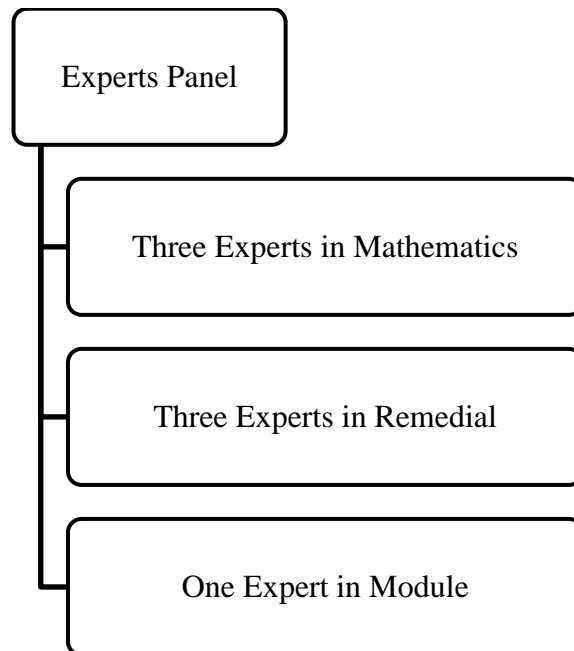 Experts Panel
Three Experts in Mathematics
Three Experts in Remedial
One Expert in Module